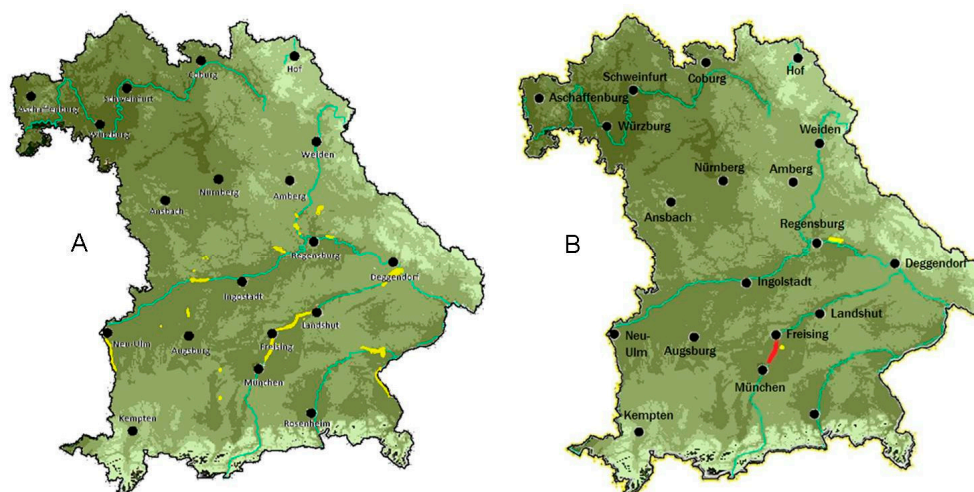 Coburg
Hof
Schweinfurt
Aschaffenburg
Würzburg
Weiden
Nürnberg
Amberg
Ansbach
A
Regensburg
Deggendorf
Ingostadt
Landshut
Neu-Ulm
Augsburg
Freising
München
Kempten
Rosenheim
Coburg
Hof
Schweinfurt
Aschaffenburg
Würzburg
Weiden
Nürnberg
Amberg
Ansbach
Regensburg
B
Deggendorf
Ingolstadt
Landshut
Neu-
Ulm
Augsburg
Freising
München
Kempten